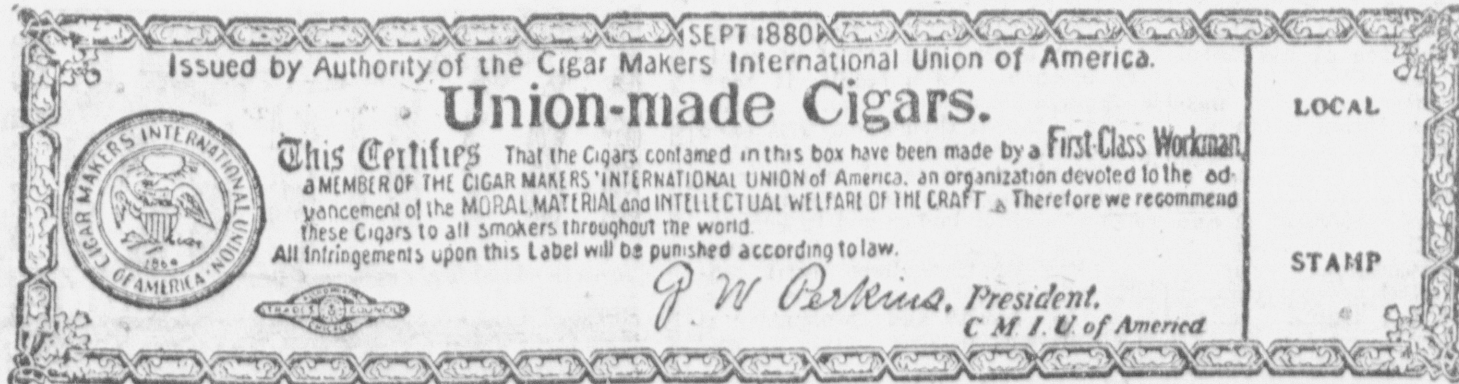 SEPT 1880
Issued by Authority of the Cigar Makers International Union of America.
Union-made Cigars.
This Certifies That the Cigars contained in this box have been made by a First-Class Workman,
a MEMBER OF THE CIGAR MAKERS' INTERNATIONAL UNION of America, an organization devoted to the ad-
vancement of the MORAL, MATERIAL and INTELLECTUAL WELFARE OF THE CRAFT. Therefore we recommend
these Cigars to all smokers throughout the world.
All Infringements upon this Label will be punished according to law.
G W Perkins, President.
C M. I. U. of America
CIGAR MAKERS INTERNATIONAL UNION
OF AMERICA
1864
TRADES COUNCIL
LOCAL
STAMP